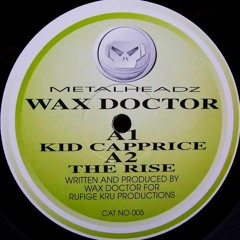 METALHEADZ
WAX DOCTOR
A1
KID CAPPRICE
A2
THE RISE
WRITTEN AND PRODUCED BY
WAX DOCTOR FOR
RUFIGE KRU PRODUCTIONS
CAT NO 005